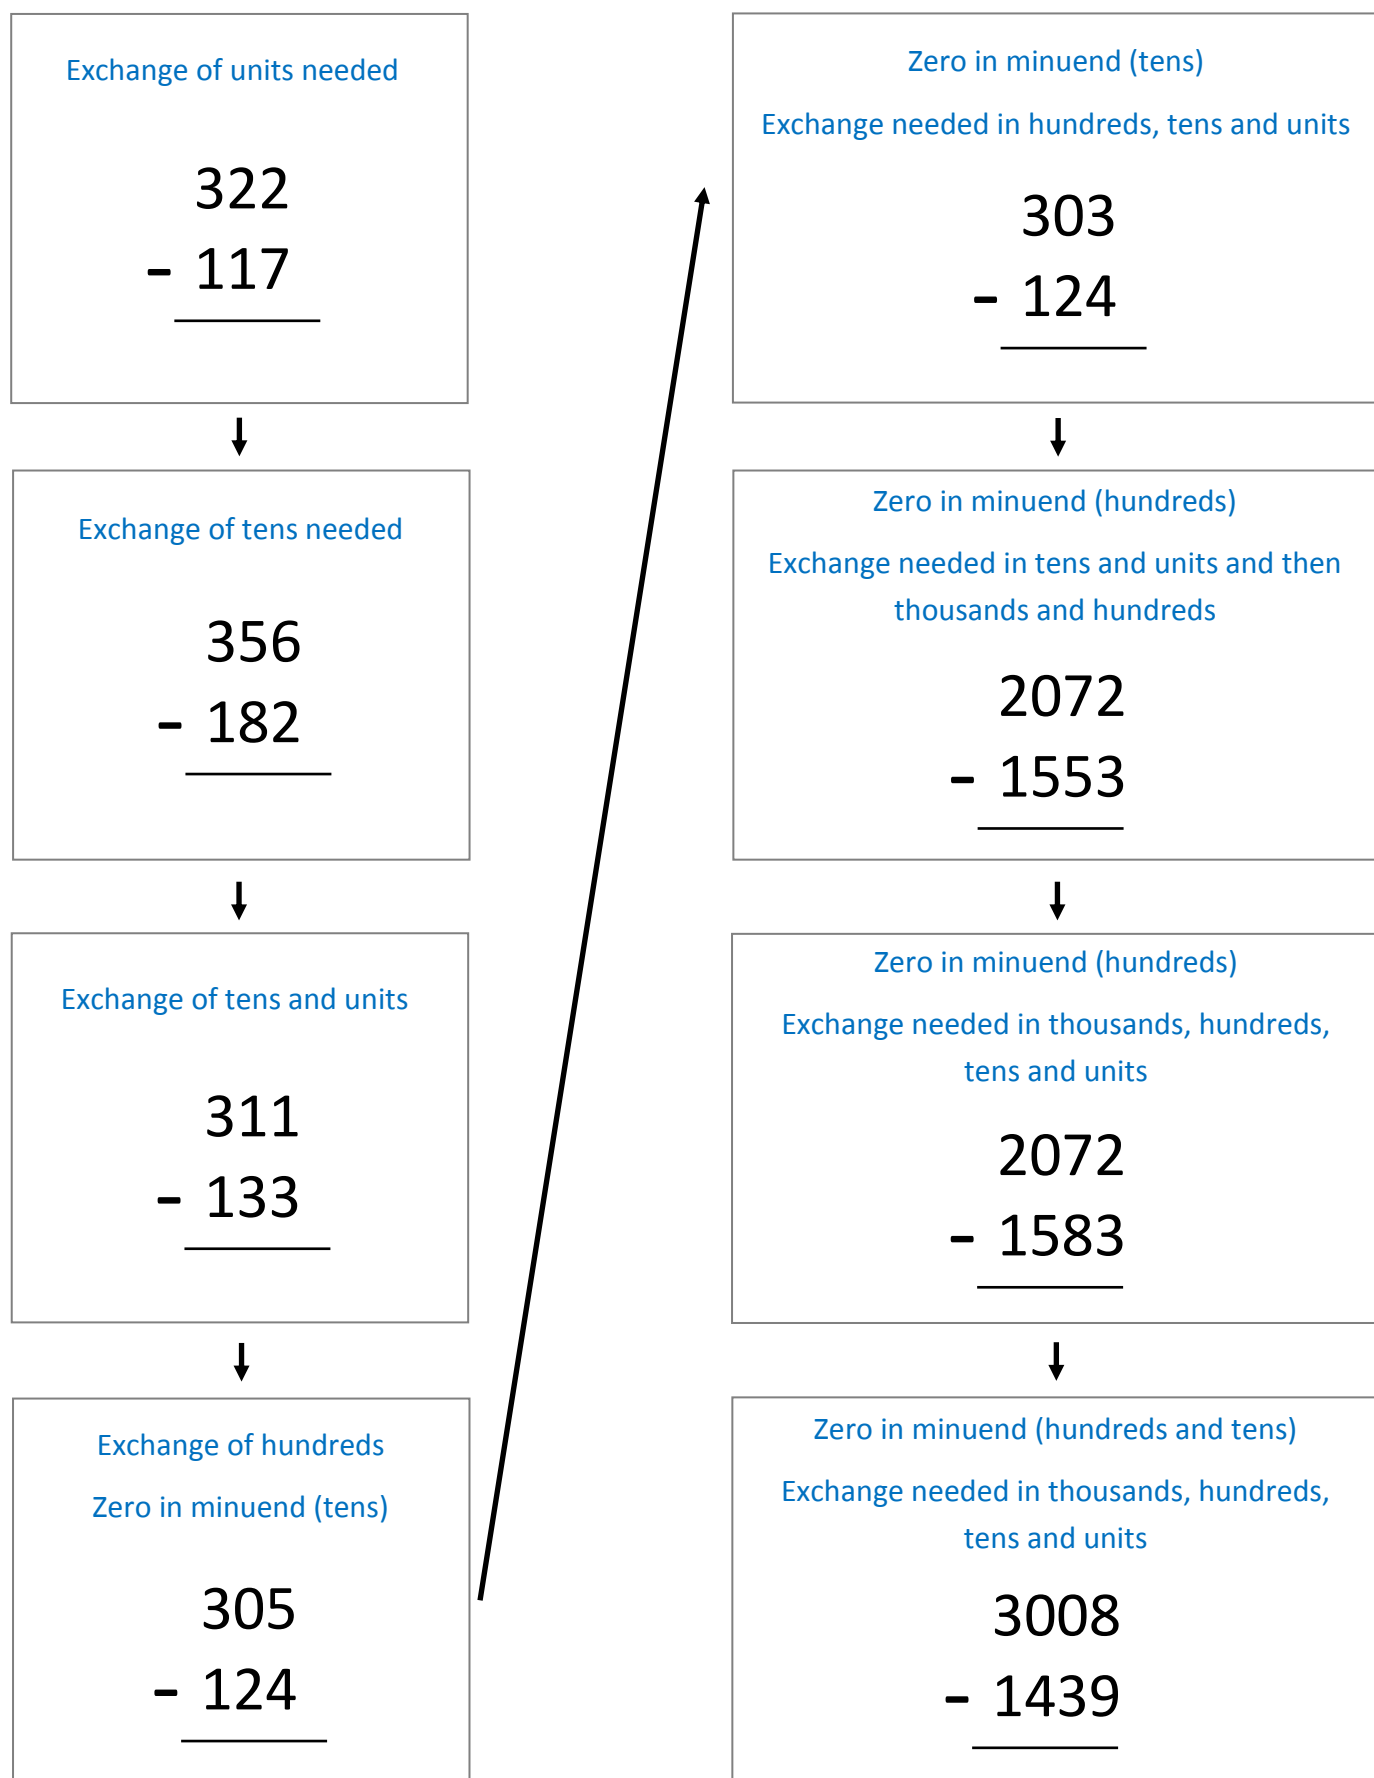 Exchange of units needed
322
- 117
Exchange of tens needed
356
- 182
Exchange of tens and units
311
- 133
Exchange of hundreds
Zero in minuend (tens)
305
- 124
Zero in minuend (tens)
Exchange needed in hundreds, tens and units
303
- 124
Zero in minuend (hundreds)
Exchange needed in tens and units and then
thousands and hundreds
2072
- 1553
Zero in minuend (hundreds)
Exchange needed in thousands, hundreds,
tens and units
2072
- 1583
Zero in minuend (hundreds and tens)
Exchange needed in thousands, hundreds,
tens and units
3008
- 1439